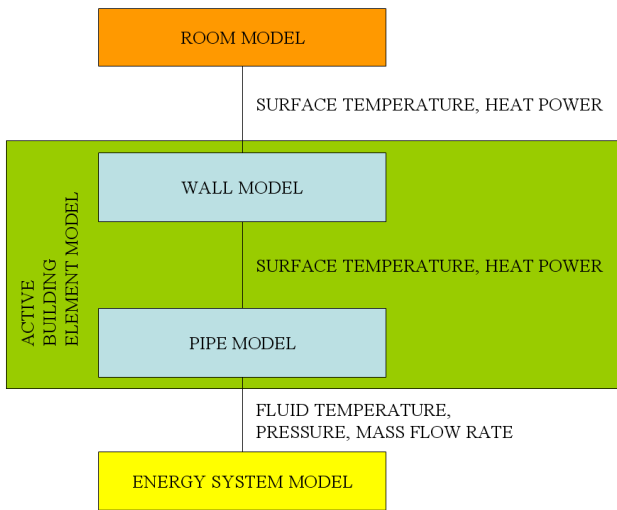 ROOM MODEL
SURFACE TEMPERATURE, HEAT POWER
WALL MODEL
ACTIVE
BUILDING
ELEMENT MODEL
SURFACE TEMPERATURE, HEAT POWER
PIPE MODEL
FLUID TEMPERATURE,
PRESSURE, MASS FLOW RATE
ENERGY SYSTEM MODEL